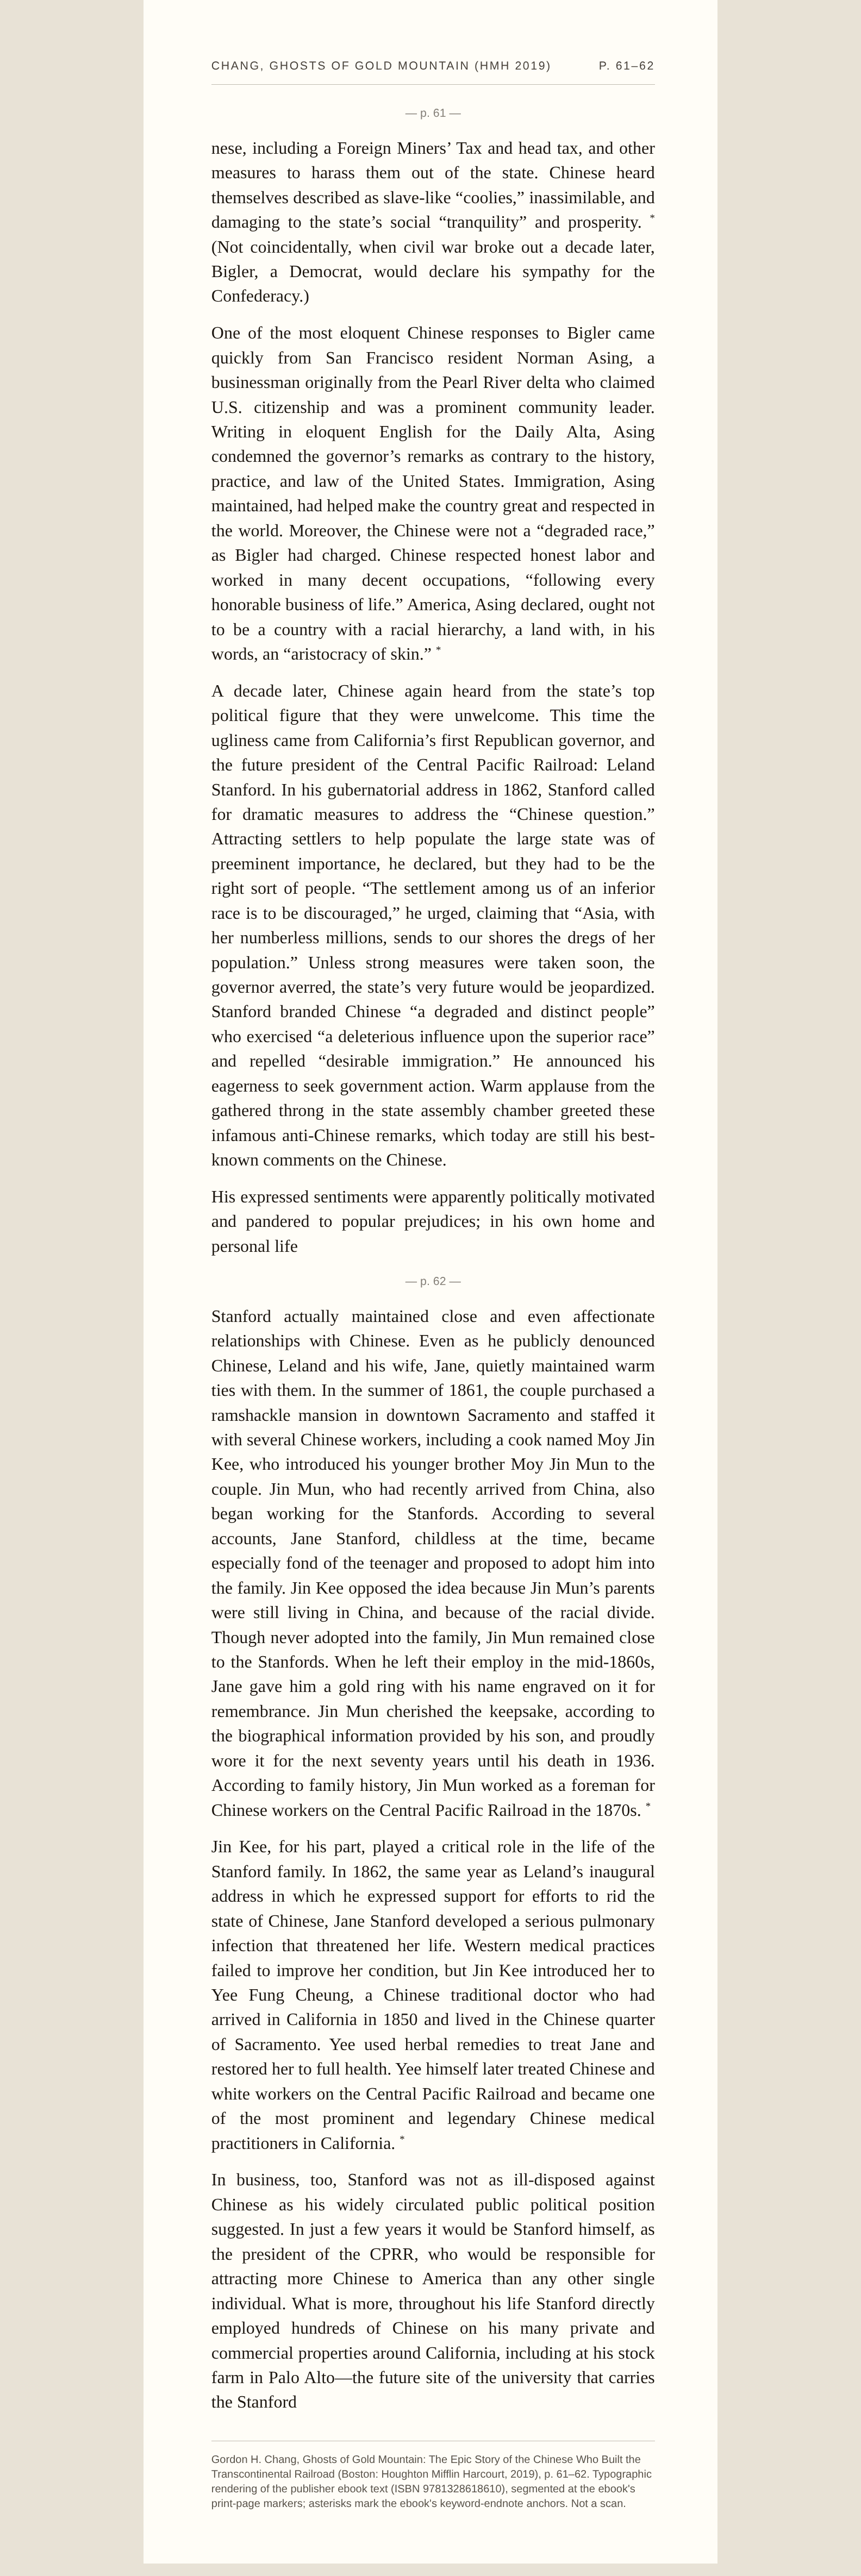 CHANG, GHOSTS OF GOLD MOUNTAIN (HMH 2019) P. 61–62
— p. 61 —
nese, including a Foreign Miners’ Tax and head tax, and other
measures to harass them out of the state. Chinese heard
themselves described as slave-like “coolies,” inassimilable, and
damaging to the state’s social “tranquility” and prosperity. *
(Not coincidentally, when civil war broke out a decade later,
Bigler, a Democrat, would declare his sympathy for the
Confederacy.)
One of the most eloquent Chinese responses to Bigler came
quickly from San Francisco resident Norman Asing, a
businessman originally from the Pearl River delta who claimed
U.S. citizenship and was a prominent community leader.
Writing in eloquent English for the Daily Alta, Asing
condemned the governor’s remarks as contrary to the history,
practice, and law of the United States. Immigration, Asing
maintained, had helped make the country great and respected in
the world. Moreover, the Chinese were not a “degraded race,”
as Bigler had charged. Chinese respected honest labor and
worked in many decent occupations, “following every
honorable business of life.” America, Asing declared, ought not
to be a country with a racial hierarchy, a land with, in his
words, an “aristocracy of skin.” *
A decade later, Chinese again heard from the state’s top
political figure that they were unwelcome. This time the
ugliness came from California’s first Republican governor, and
the future president of the Central Pacific Railroad: Leland
Stanford. In his gubernatorial address in 1862, Stanford called
for dramatic measures to address the “Chinese question.”
Attracting settlers to help populate the large state was of
preeminent importance, he declared, but they had to be the
right sort of people. “The settlement among us of an inferior
race is to be discouraged,” he urged, claiming that “Asia, with
her numberless millions, sends to our shores the dregs of her
population.” Unless strong measures were taken soon, the
governor averred, the state’s very future would be jeopardized.
Stanford branded Chinese “a degraded and distinct people”
who exercised “a deleterious influence upon the superior race”
and repelled “desirable immigration.” He announced his
eagerness to seek government action. Warm applause from the
gathered throng in the state assembly chamber greeted these
infamous anti-Chinese remarks, which today are still his best-
known comments on the Chinese.
His expressed sentiments were apparently politically motivated
and pandered to popular prejudices; in his own home and
personal life
— p. 62 —
Stanford actually maintained close and even affectionate
relationships with Chinese. Even as he publicly denounced
Chinese, Leland and his wife, Jane, quietly maintained warm
ties with them. In the summer of 1861, the couple purchased a
ramshackle mansion in downtown Sacramento and staffed it
with several Chinese workers, including a cook named Moy Jin
Kee, who introduced his younger brother Moy Jin Mun to the
couple. Jin Mun, who had recently arrived from China, also
began working for the Stanfords. According to several
accounts, Jane Stanford, childless at the time, became
especially fond of the teenager and proposed to adopt him into
the family. Jin Kee opposed the idea because Jin Mun’s parents
were still living in China, and because of the racial divide.
Though never adopted into the family, Jin Mun remained close
to the Stanfords. When he left their employ in the mid-1860s,
Jane gave him a gold ring with his name engraved on it for
remembrance. Jin Mun cherished the keepsake, according to
the biographical information provided by his son, and proudly
wore it for the next seventy years until his death in 1936.
According to family history, Jin Mun worked as a foreman for
Chinese workers on the Central Pacific Railroad in the 1870s. *
Jin Kee, for his part, played a critical role in the life of the
Stanford family. In 1862, the same year as Leland’s inaugural
address in which he expressed support for efforts to rid the
state of Chinese, Jane Stanford developed a serious pulmonary
infection that threatened her life. Western medical practices
failed to improve her condition, but Jin Kee introduced her to
Yee Fung Cheung, a Chinese traditional doctor who had
arrived in California in 1850 and lived in the Chinese quarter
of Sacramento. Yee used herbal remedies to treat Jane and
restored her to full health. Yee himself later treated Chinese and
white workers on the Central Pacific Railroad and became one
of the most prominent and legendary Chinese medical
practitioners in California. *
In business, too, Stanford was not as ill-disposed against
Chinese as his widely circulated public political position
suggested. In just a few years it would be Stanford himself, as
the president of the CPRR, who would be responsible for
attracting more Chinese to America than any other single
individual. What is more, throughout his life Stanford directly
employed hundreds of Chinese on his many private and
commercial properties around California, including at his stock
farm in Palo Alto—the future site of the university that carries
the Stanford
Gordon H. Chang, Ghosts of Gold Mountain: The Epic Story of the Chinese Who Built the
Transcontinental Railroad (Boston: Houghton Mifflin Harcourt, 2019), p. 61–62. Typographic
rendering of the publisher ebook text (ISBN 9781328618610), segmented at the ebook's
print-page markers; asterisks mark the ebook's keyword-endnote anchors. Not a scan.